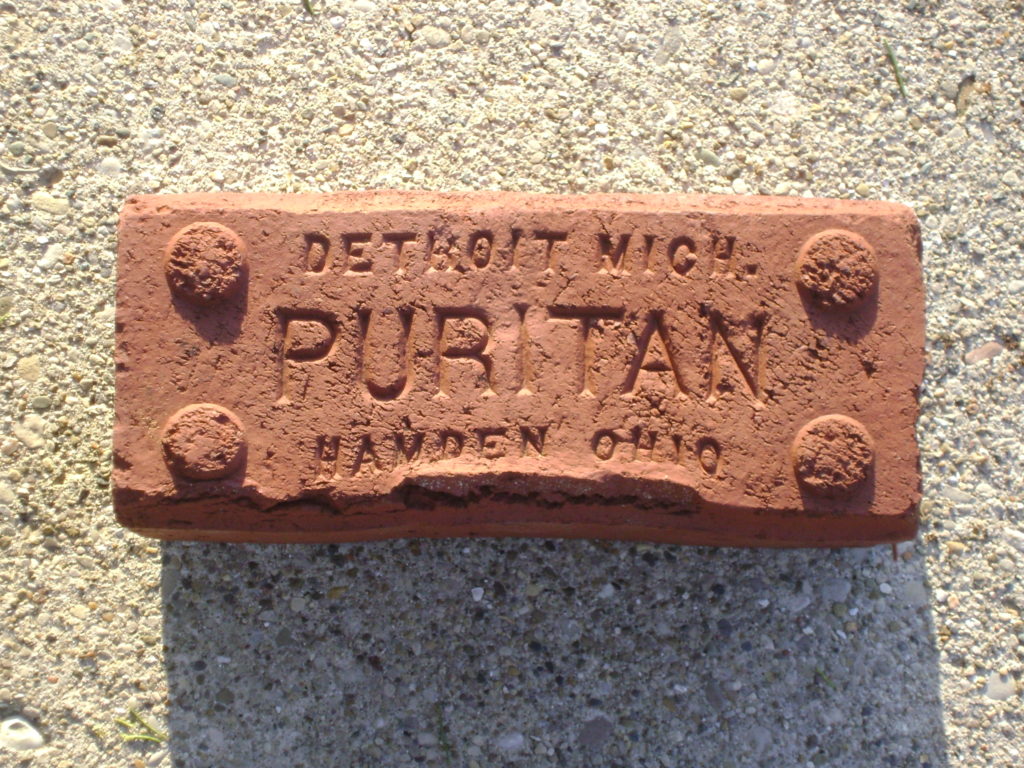 DETROIT MICH.
PURITAN
HAMDEN OHIO